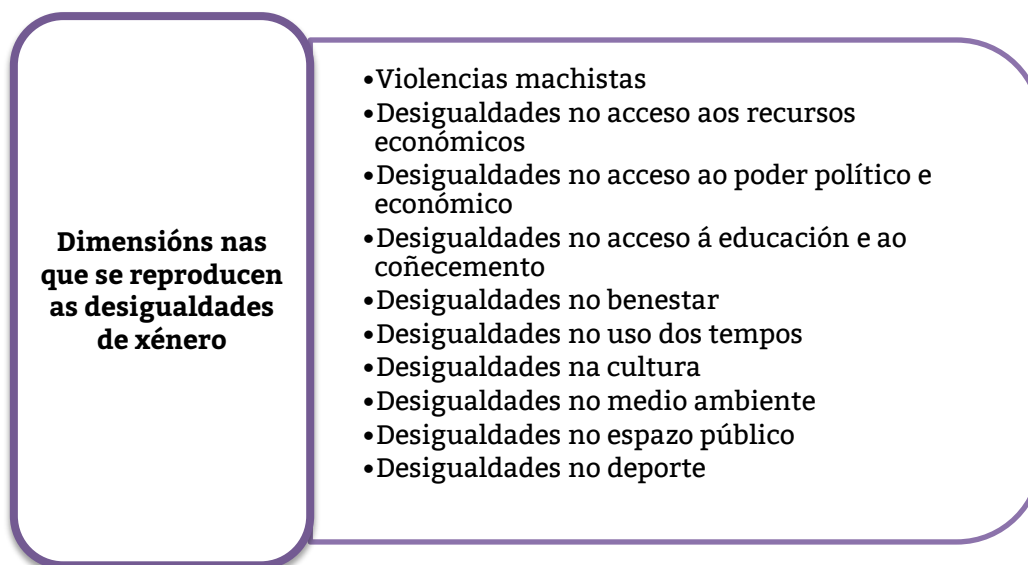 Dimensións nas
que se reproducen
as desigualdades
de xénero
•Violencias machistas
•Desigualdades no acceso aos recursos
económicos
•Desigualdades no acceso ao poder político e
económico
•Desigualdades no acceso á educación e ao
coñecemento
•Desigualdades no benestar
•Desigualdades no uso dos tempos
•Desigualdades na cultura
•Desigualdades no medio ambiente
•Desigualdades no espazo público
•Desigualdades no deporte